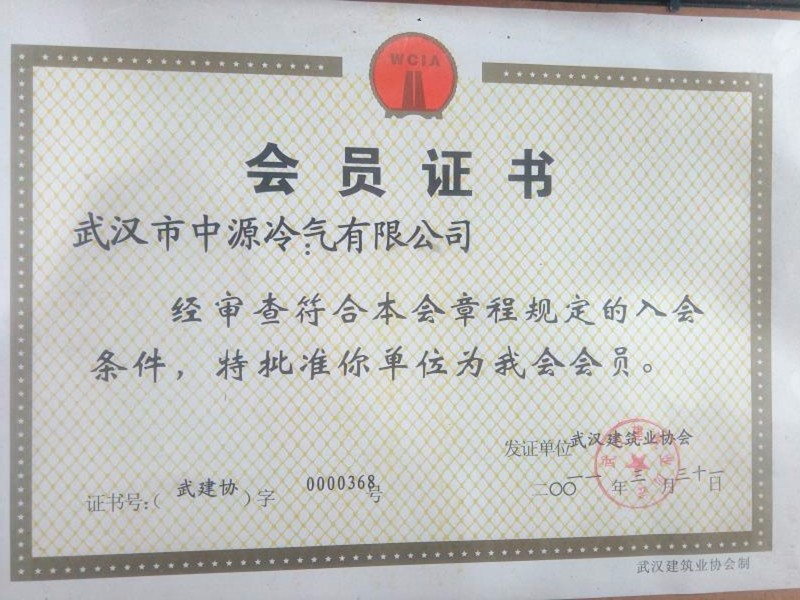 WCIA
会员证书
武汉市中源冷气有限公司
:
经审查符合本会章程规定的入会
条件，特批准你单位为我会会员。
发证单位武汉建筑业协会
二〇〇一一年三月三十一日
证书号：（武建协）字0000368号
武汉建筑业协会制